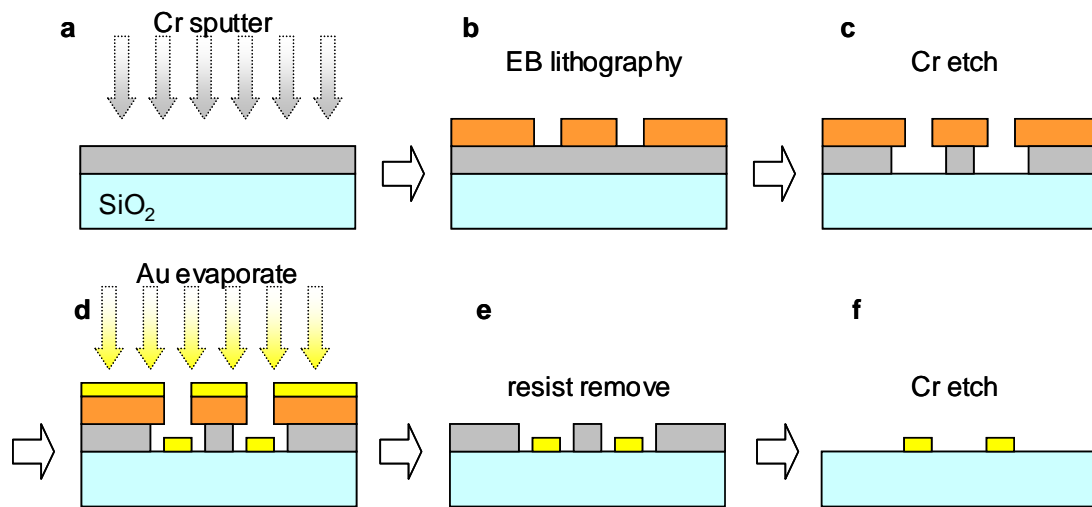 a
Cr sputter
b
EB lithography
c
Cr etch
SiO₂
d
Au evaporate
e
resist remove
f
Cr etch